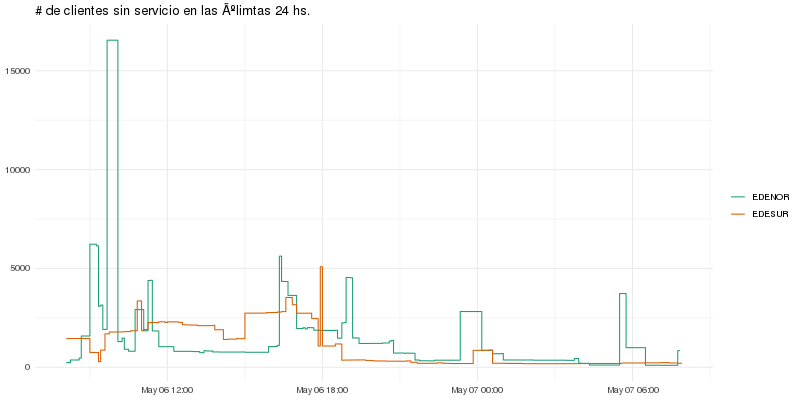 # de clientes sin servicio en las Ãºlimtas 24 hs.
15000
10000
5000
0
May 06 12:00
May 06 18:00
May 07 00:00
May 07 06:00
EDENOR
EDESUR